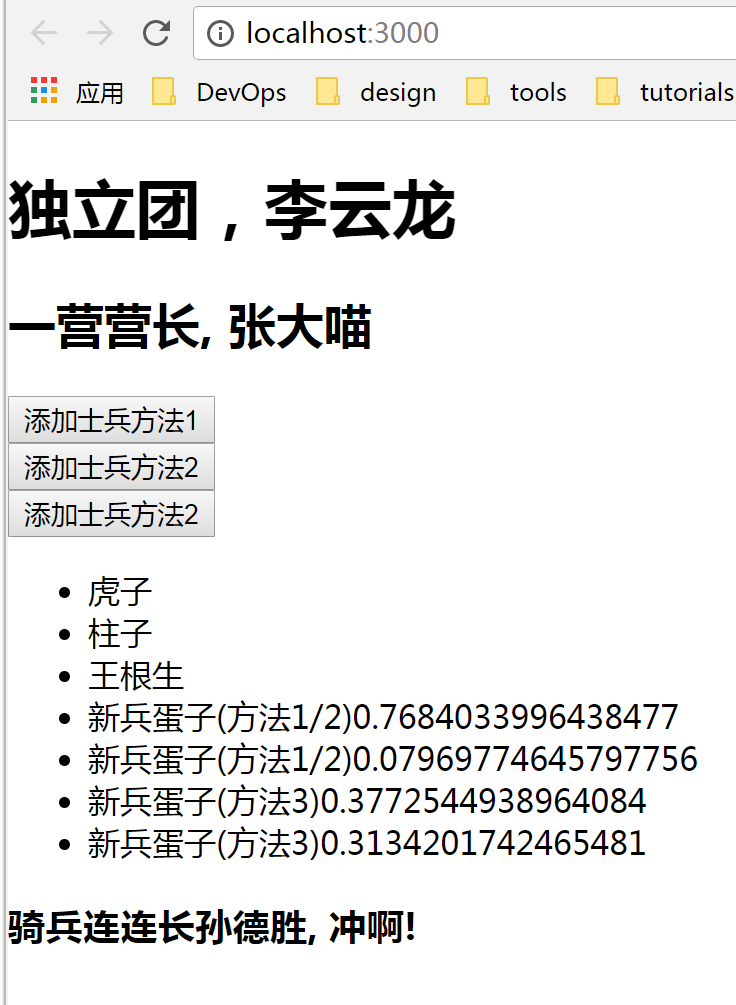 localhost:3000
应用 DevOps design tools tutorials
独立团，李云龙
一营营长, 张大喵
添加士兵方法1
添加士兵方法2
添加士兵方法2
虎子
柱子
王根生
新兵蛋子(方法1/2)0.7684033996438477
新兵蛋子(方法1/2)0.07969774645797756
新兵蛋子(方法3)0.3772544938964084
新兵蛋子(方法3)0.3134201742465481
骑兵连连长孙德胜, 冲啊!